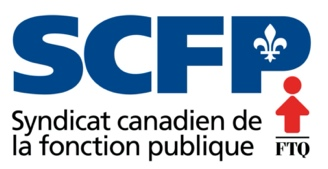 SCFP
Syndicat canadien de
la fonction publique
FTQ